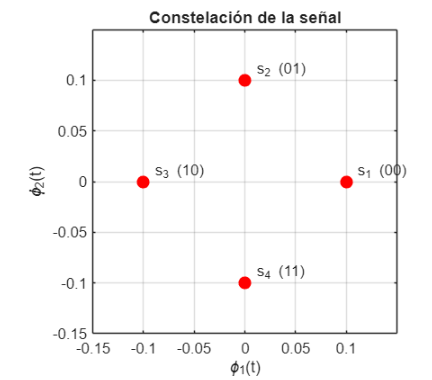 Constelación de la señal
0.1
0.05
0
-0.05
-0.1
-0.15
ϕ2(t)
s2 (01)
s3 (10)
s1 (00)
s4 (11)
-0.15 -0.1 -0.05 0 0.05 0.1
ϕ1(t)